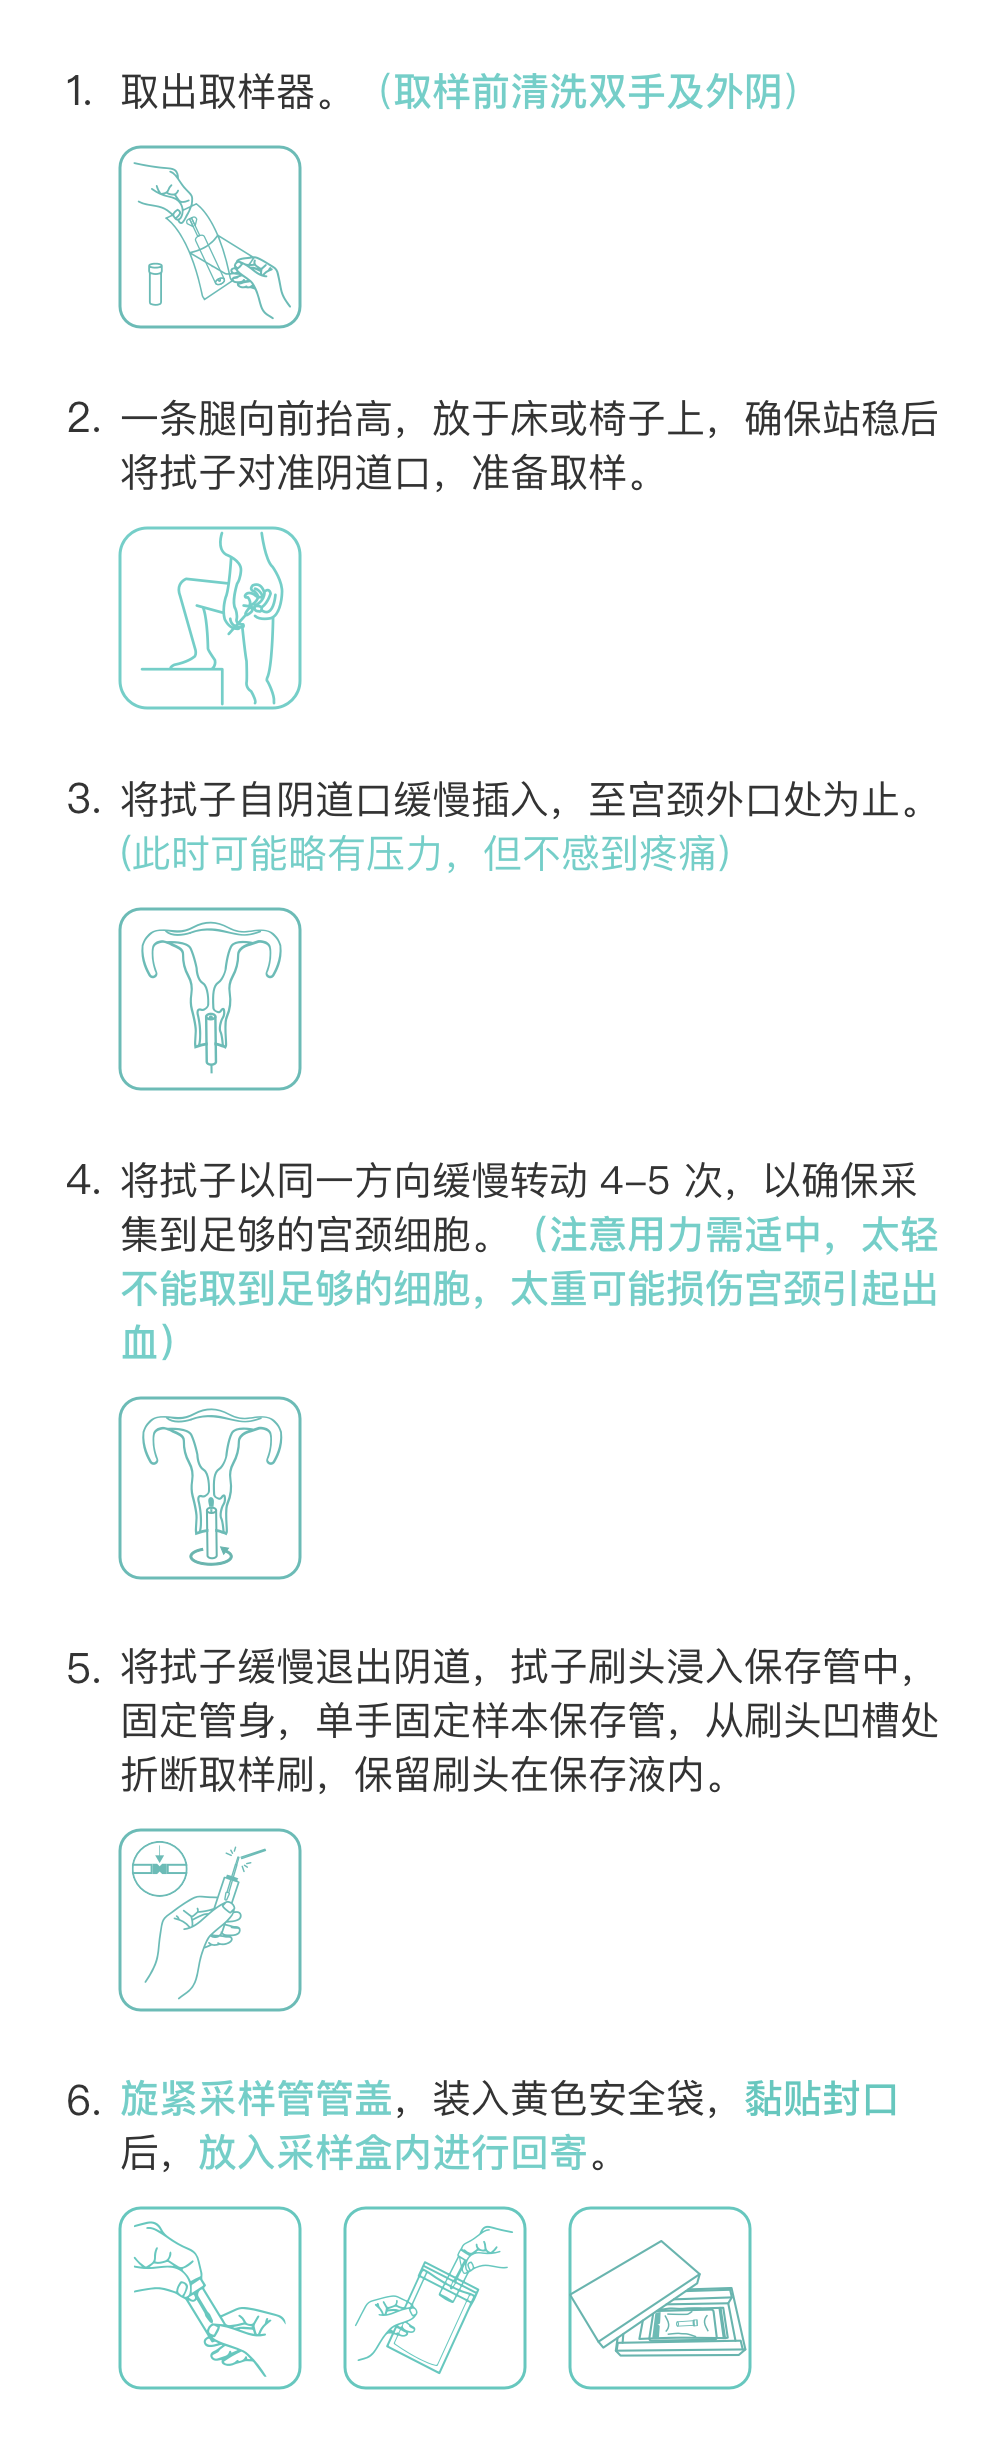 1. 取出取样器。（取样前清洗双手及外阴）
2. 一条腿向前抬高，放于床或椅子上，确保站稳后
将拭子对准阴道口，准备取样。
3. 将拭子自阴道口缓慢插入，至宫颈外口处为止。
(此时可能略有压力，但不感到疼痛)
4. 将拭子以同一方向缓慢转动 4–5 次，以确保采
集到足够的宫颈细胞。（注意用力需适中，太轻
不能取到足够的细胞，太重可能损伤宫颈引起出
血）
5. 将拭子缓慢退出阴道，拭子刷头浸入保存管中，
固定管身，单手固定样本保存管，从刷头凹槽处
折断取样刷，保留刷头在保存液内。
6. 旋紧采样管管盖，装入黄色安全袋，黏贴封口
后，放入采样盒内进行回寄。